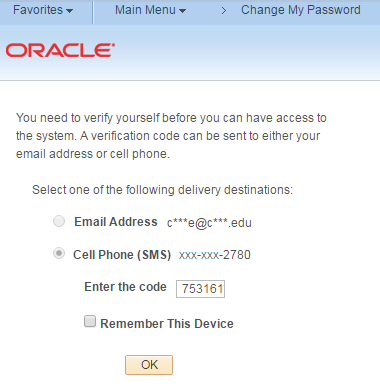 Favorites Main Menu > Change My Password
ORACLE
You need to verify yourself before you can have access to
the system. A verification code can be sent to either your
email address or cell phone.
Select one of the following delivery destinations:
Email Address c***e@c***.edu
Cell Phone (SMS) xxx-xxx-2780
Enter the code 753161
Remember This Device
OK